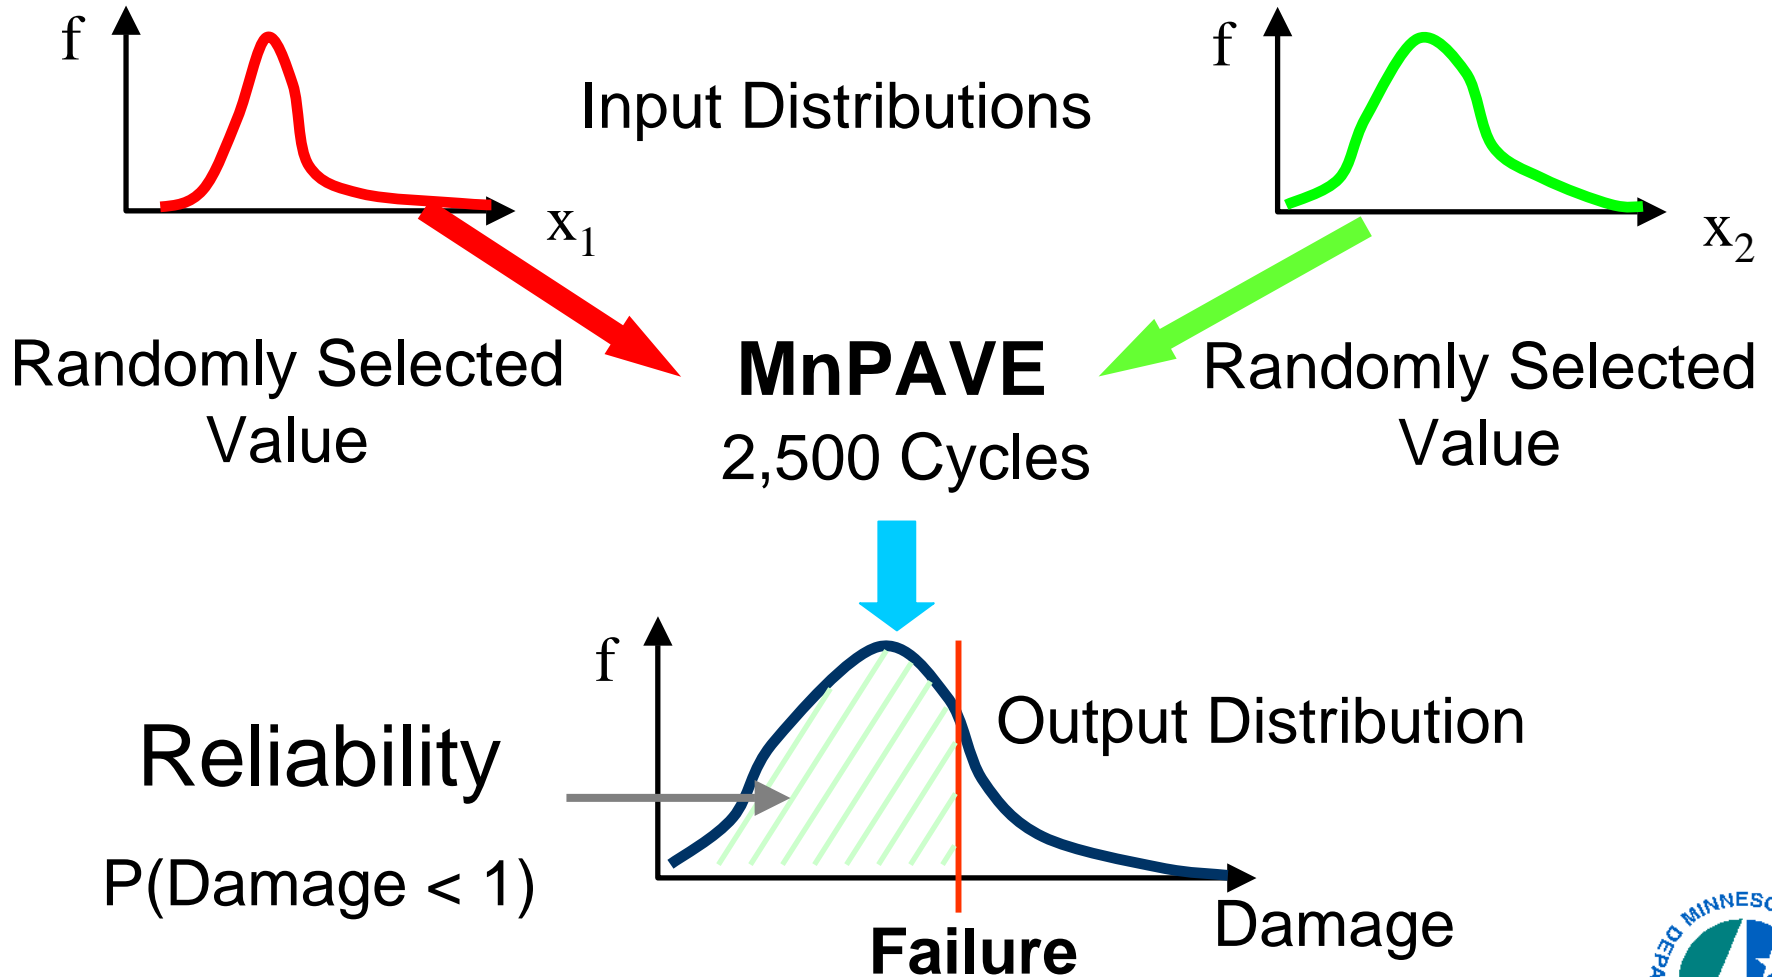 f
f
Input Distributions
x1
x2
Randomly Selected
Value
MnPAVE
2,500 Cycles
Randomly Selected
Value
f
Output Distribution
Reliability
P(Damage < 1)
Damage
Failure